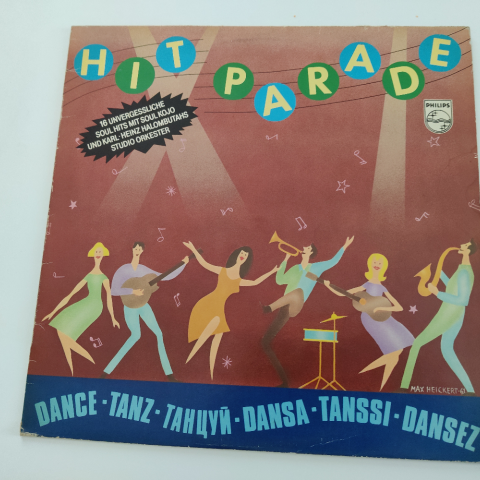 HIT PARADE
16 UNVERGESSLICHE
SOUL HITS MIT SOUL KOJO
UND KARL-HEINZ HALOMBUTAHS
STUDIO ORKESTER
PHILIPS
MAX HEICKERT
DANCE - TANZ - ТАНЦУЙ - DANSA - TANSSI - DANSEZ